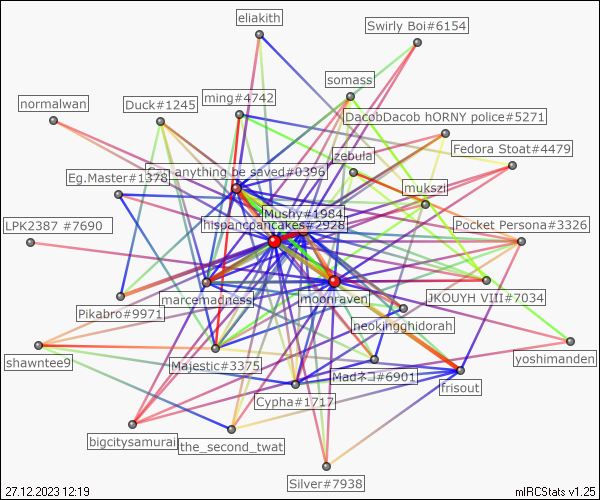 eliakith
Swirly Boi#6154
somass
ming#4742
normalwan
Duck#1245
DacobDacob hORNY police#5271
Fedora Stoat#4479
zebula
anything be saved#0396
Eg.Master#1378
mukszi
Mushy#1984
hispancpancakes#2928
LPK2387 #7690
Pocket Persona#3326
marcemadness
moonraven
JKOUYH VIII#7034
Pikabro#9971
neokingghidorah
shawntee9
Majestic#3375
yoshimanden
Madネコ#6901
frisout
Cypha#1717
bigcitysamurai
the_second_twat
Silver#7938
27.12.2023 12:19
mIRCStats v1.25